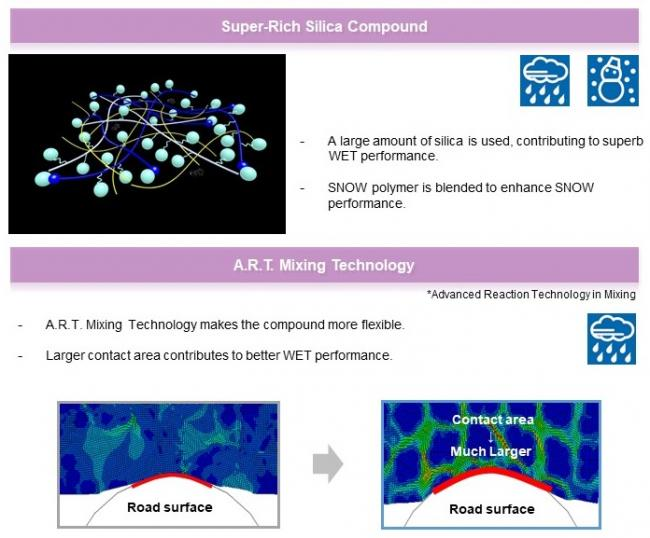 Super-Rich Silica Compound
- A large amount of silica is used, contributing to superb
WET performance.
- SNOW polymer is blended to enhance SNOW
performance.
A.R.T. Mixing Technology
*Advanced Reaction Technology in Mixing
- A.R.T. Mixing Technology makes the compound more flexible.
- Larger contact area contributes to better WET performance.
Road surface
Contact area
↓
Much Larger
Road surface